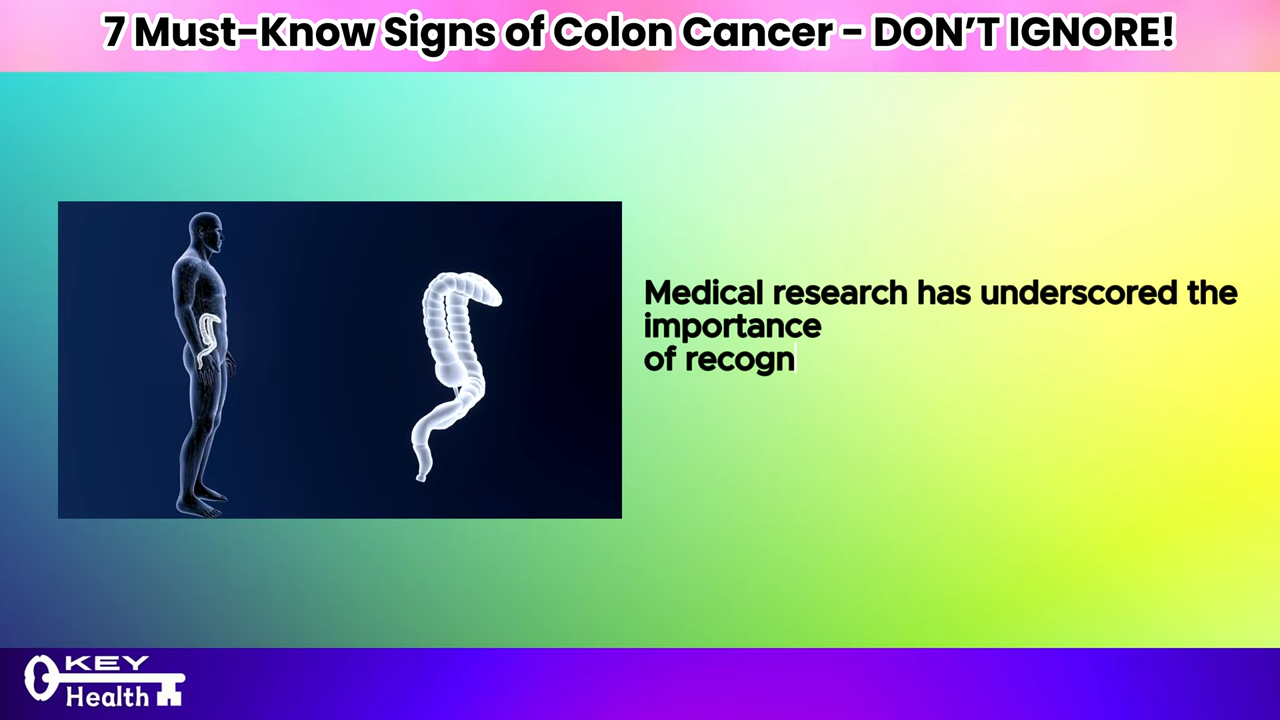 7 Must-Know Signs of Colon Cancer - DON'T IGNORE!
Medical research has underscored the
importance
of recogn
KEY
Health